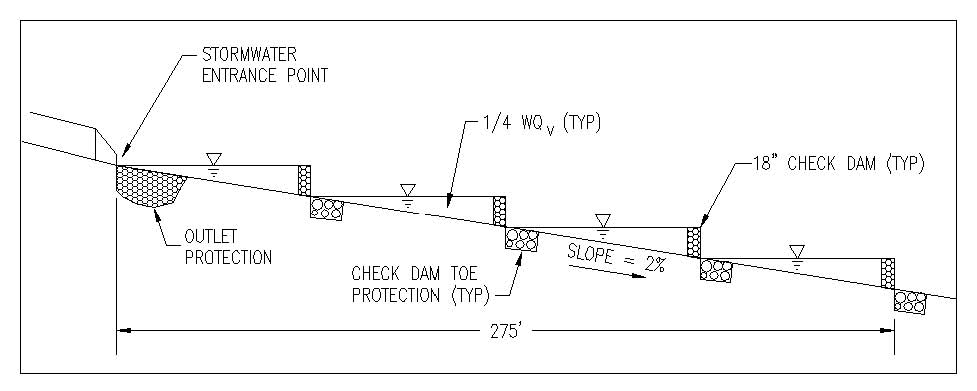 STORMWATER
ENTRANCE POINT
1/4 WQV (TYP)
18" CHECK DAM (TYP)
OUTLET
PROTECTION
SLOPE = 2%
CHECK DAM TOE
PROTECTION (TYP)
275'